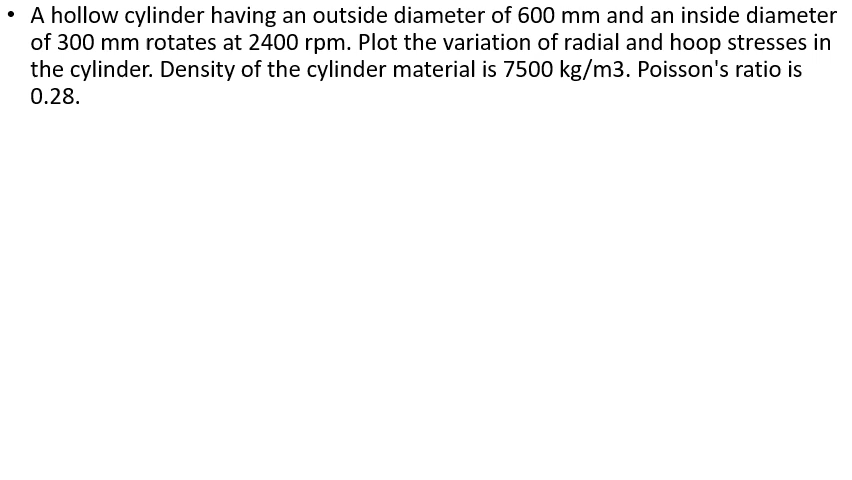 • A hollow cylinder having an outside diameter of 600 mm and an inside diameter
of 300 mm rotates at 2400 rpm. Plot the variation of radial and hoop stresses in
the cylinder. Density of the cylinder material is 7500 kg/m3. Poisson's ratio is
0.28.